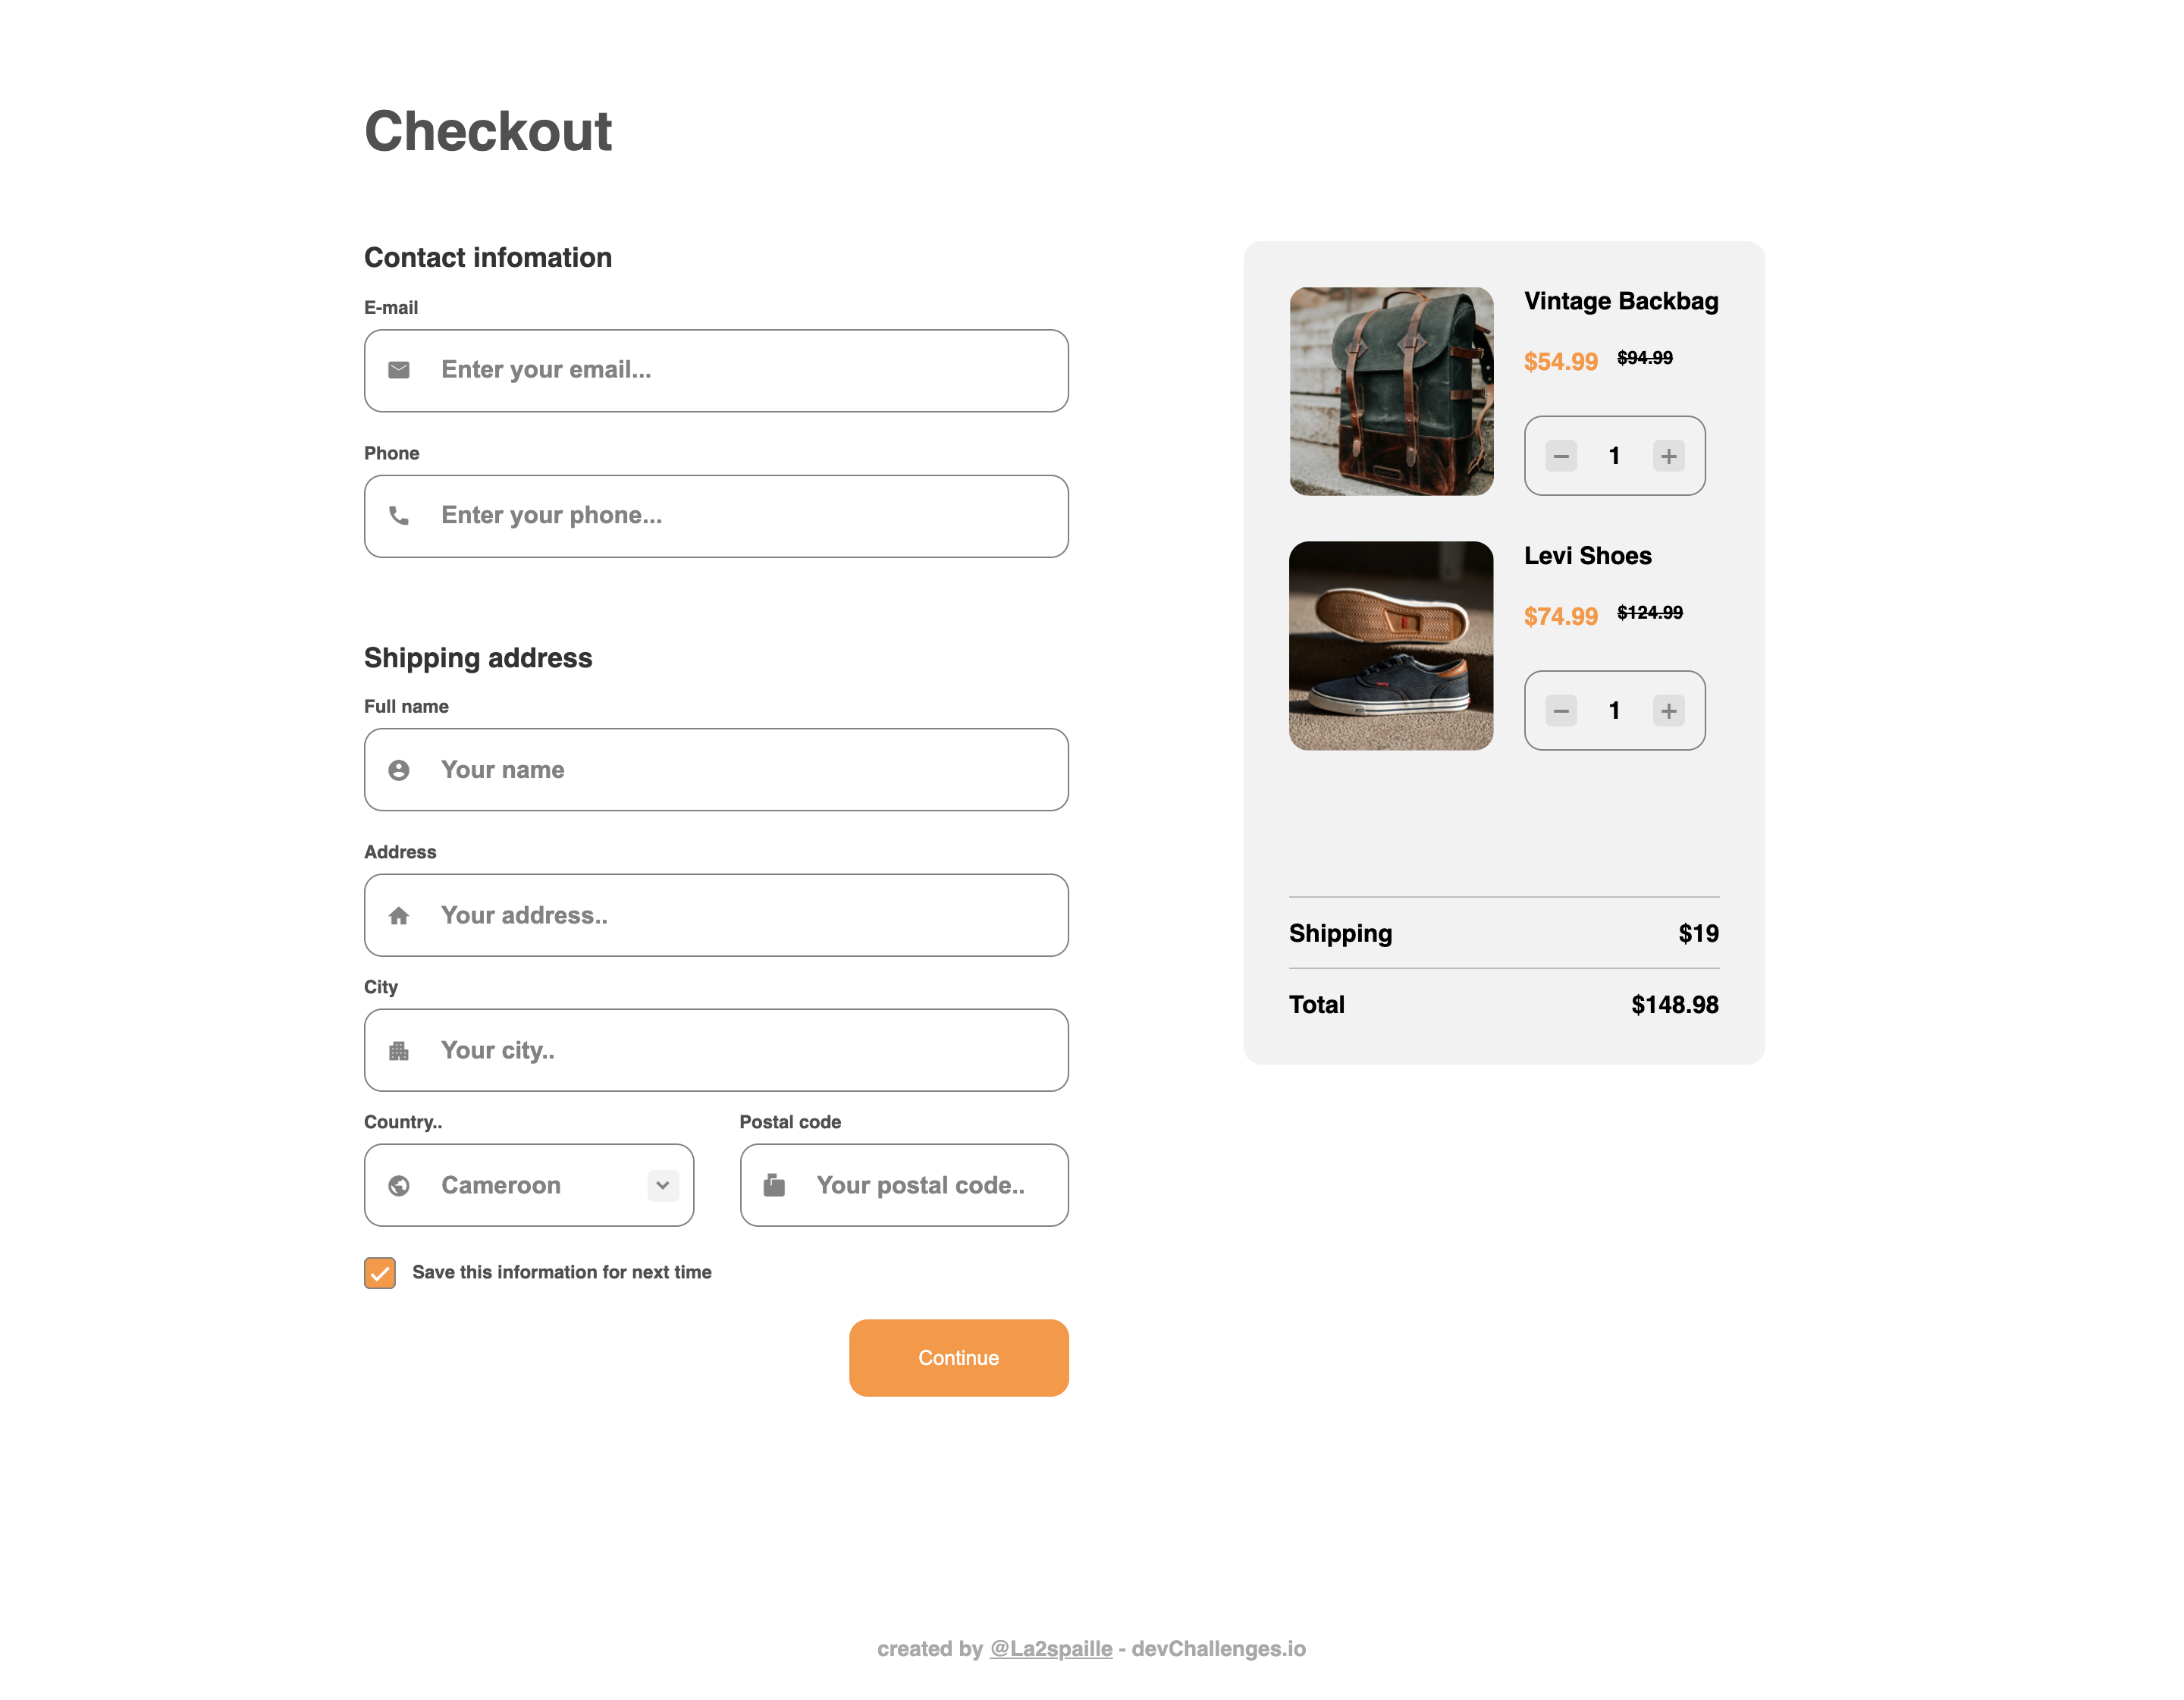 Checkout
Contact infomation
E-mail
Enter your email...
Phone
Enter your phone...
Shipping address
Full name
Your name
Address
Your address..
City
Your city..
Country..
Postal code
Cameroon
Your postal code..
Save this information for next time
Continue
Vintage Backbag
$54.99 $94.99
1
Levi Shoes
$74.99 $124.99
1
Shipping $19
Total $148.98
created by @La2spaille - devChallenges.io